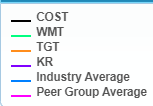 COST
WMT
TGT
KR
Industry Average
Peer Group Average